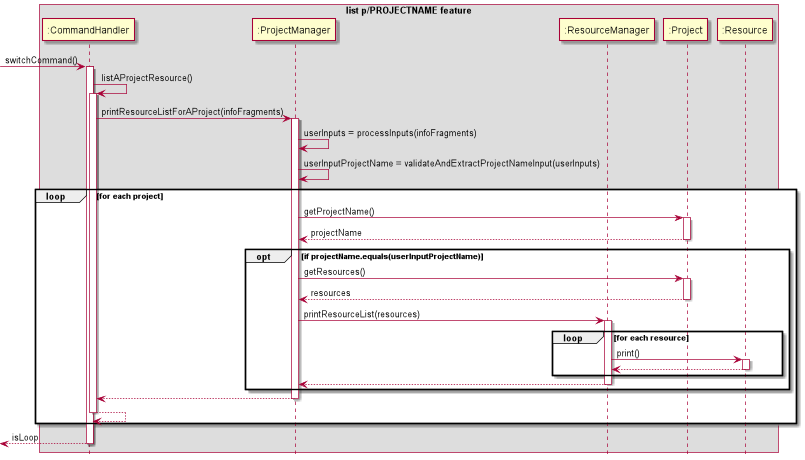 list p/PROJECTNAME feature
:CommandHandler
:ProjectManager
:ResourceManager
:Project
:Resource
switchCommand()
listAProjectResource()
printResourceListForAProject(infoFragments)
userInputs = processInputs(infoFragments)
userInputProjectName = validateAndExtractProjectNameInput(userInputs)
loop [for each project]
getProjectName()
projectName
opt [if projectName.equals(userInputProjectName)]
getResources()
resources
printResourceList(resources)
loop [for each resource]
print()
isLoop